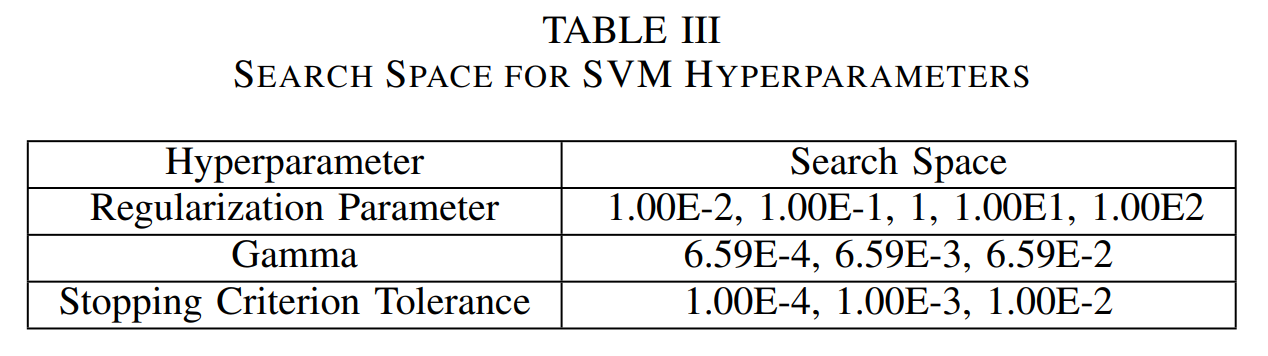 TABLE III
SEARCH SPACE FOR SVM HYPERPARAMETERS
Hyperparameter Search Space
Regularization Parameter 1.00E-2, 1.00E-1, 1, 1.00E1, 1.00E2
Gamma 6.59E-4, 6.59E-3, 6.59E-2
Stopping Criterion Tolerance 1.00E-4, 1.00E-3, 1.00E-2